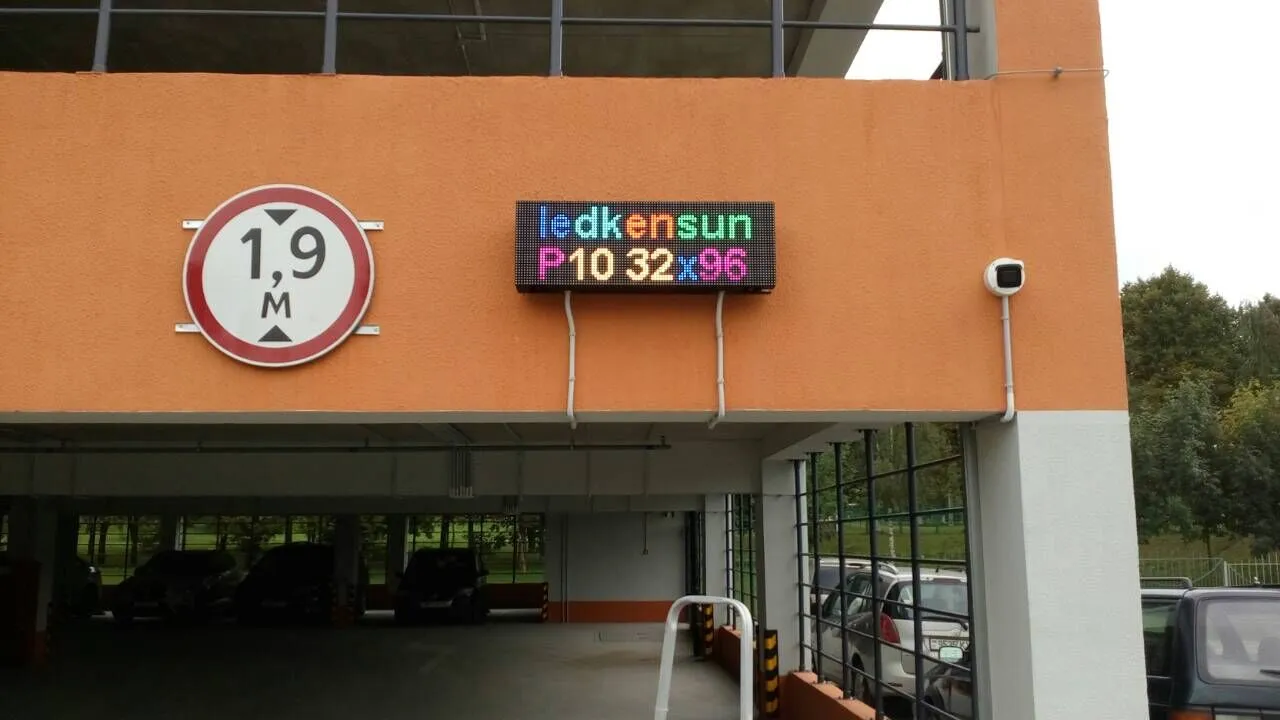 1,9
М
ledkensun
P10 32x96